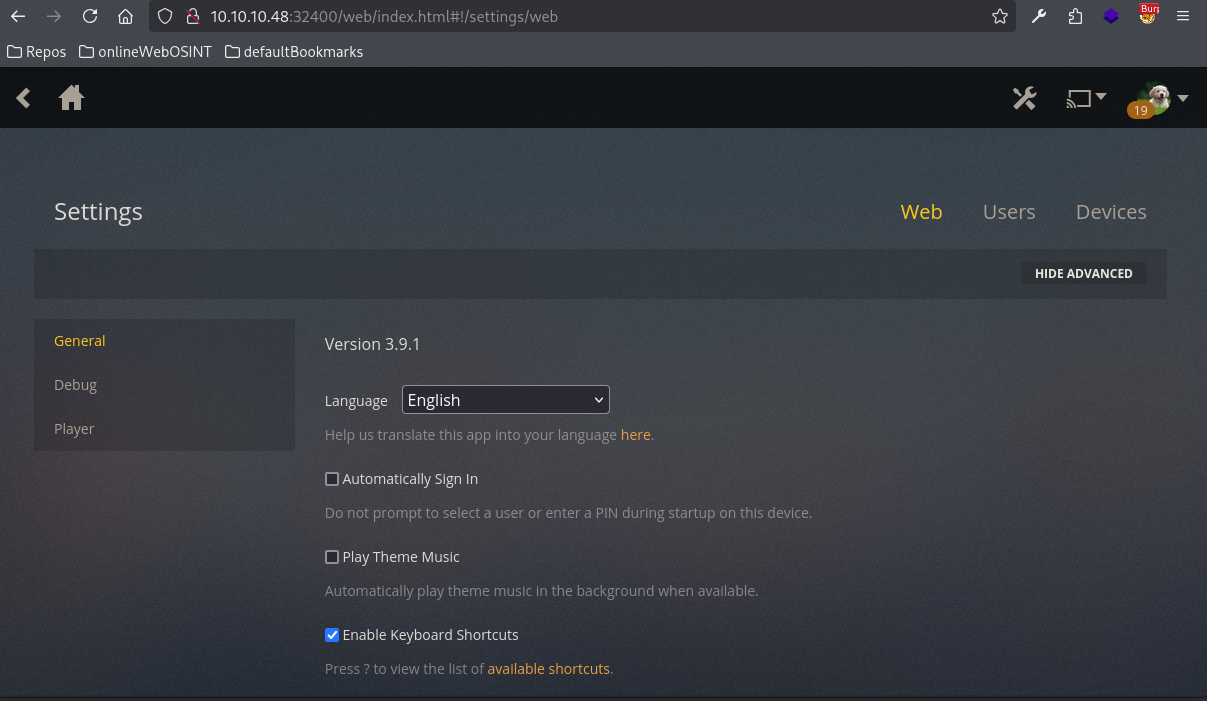 10.10.10.48:32400/web/index.html#!/settings/web
Burp
Repos onlineWebOSINT defaultBookmarks
19
Settings Web Users Devices
HIDE ADVANCED
General
Debug
Player
Version 3.9.1
Language English
Help us translate this app into your language here.
Automatically Sign In
Do not prompt to select a user or enter a PIN during startup on this device.
Play Theme Music
Automatically play theme music in the background when available.
Enable Keyboard Shortcuts
Press ? to view the list of available shortcuts.